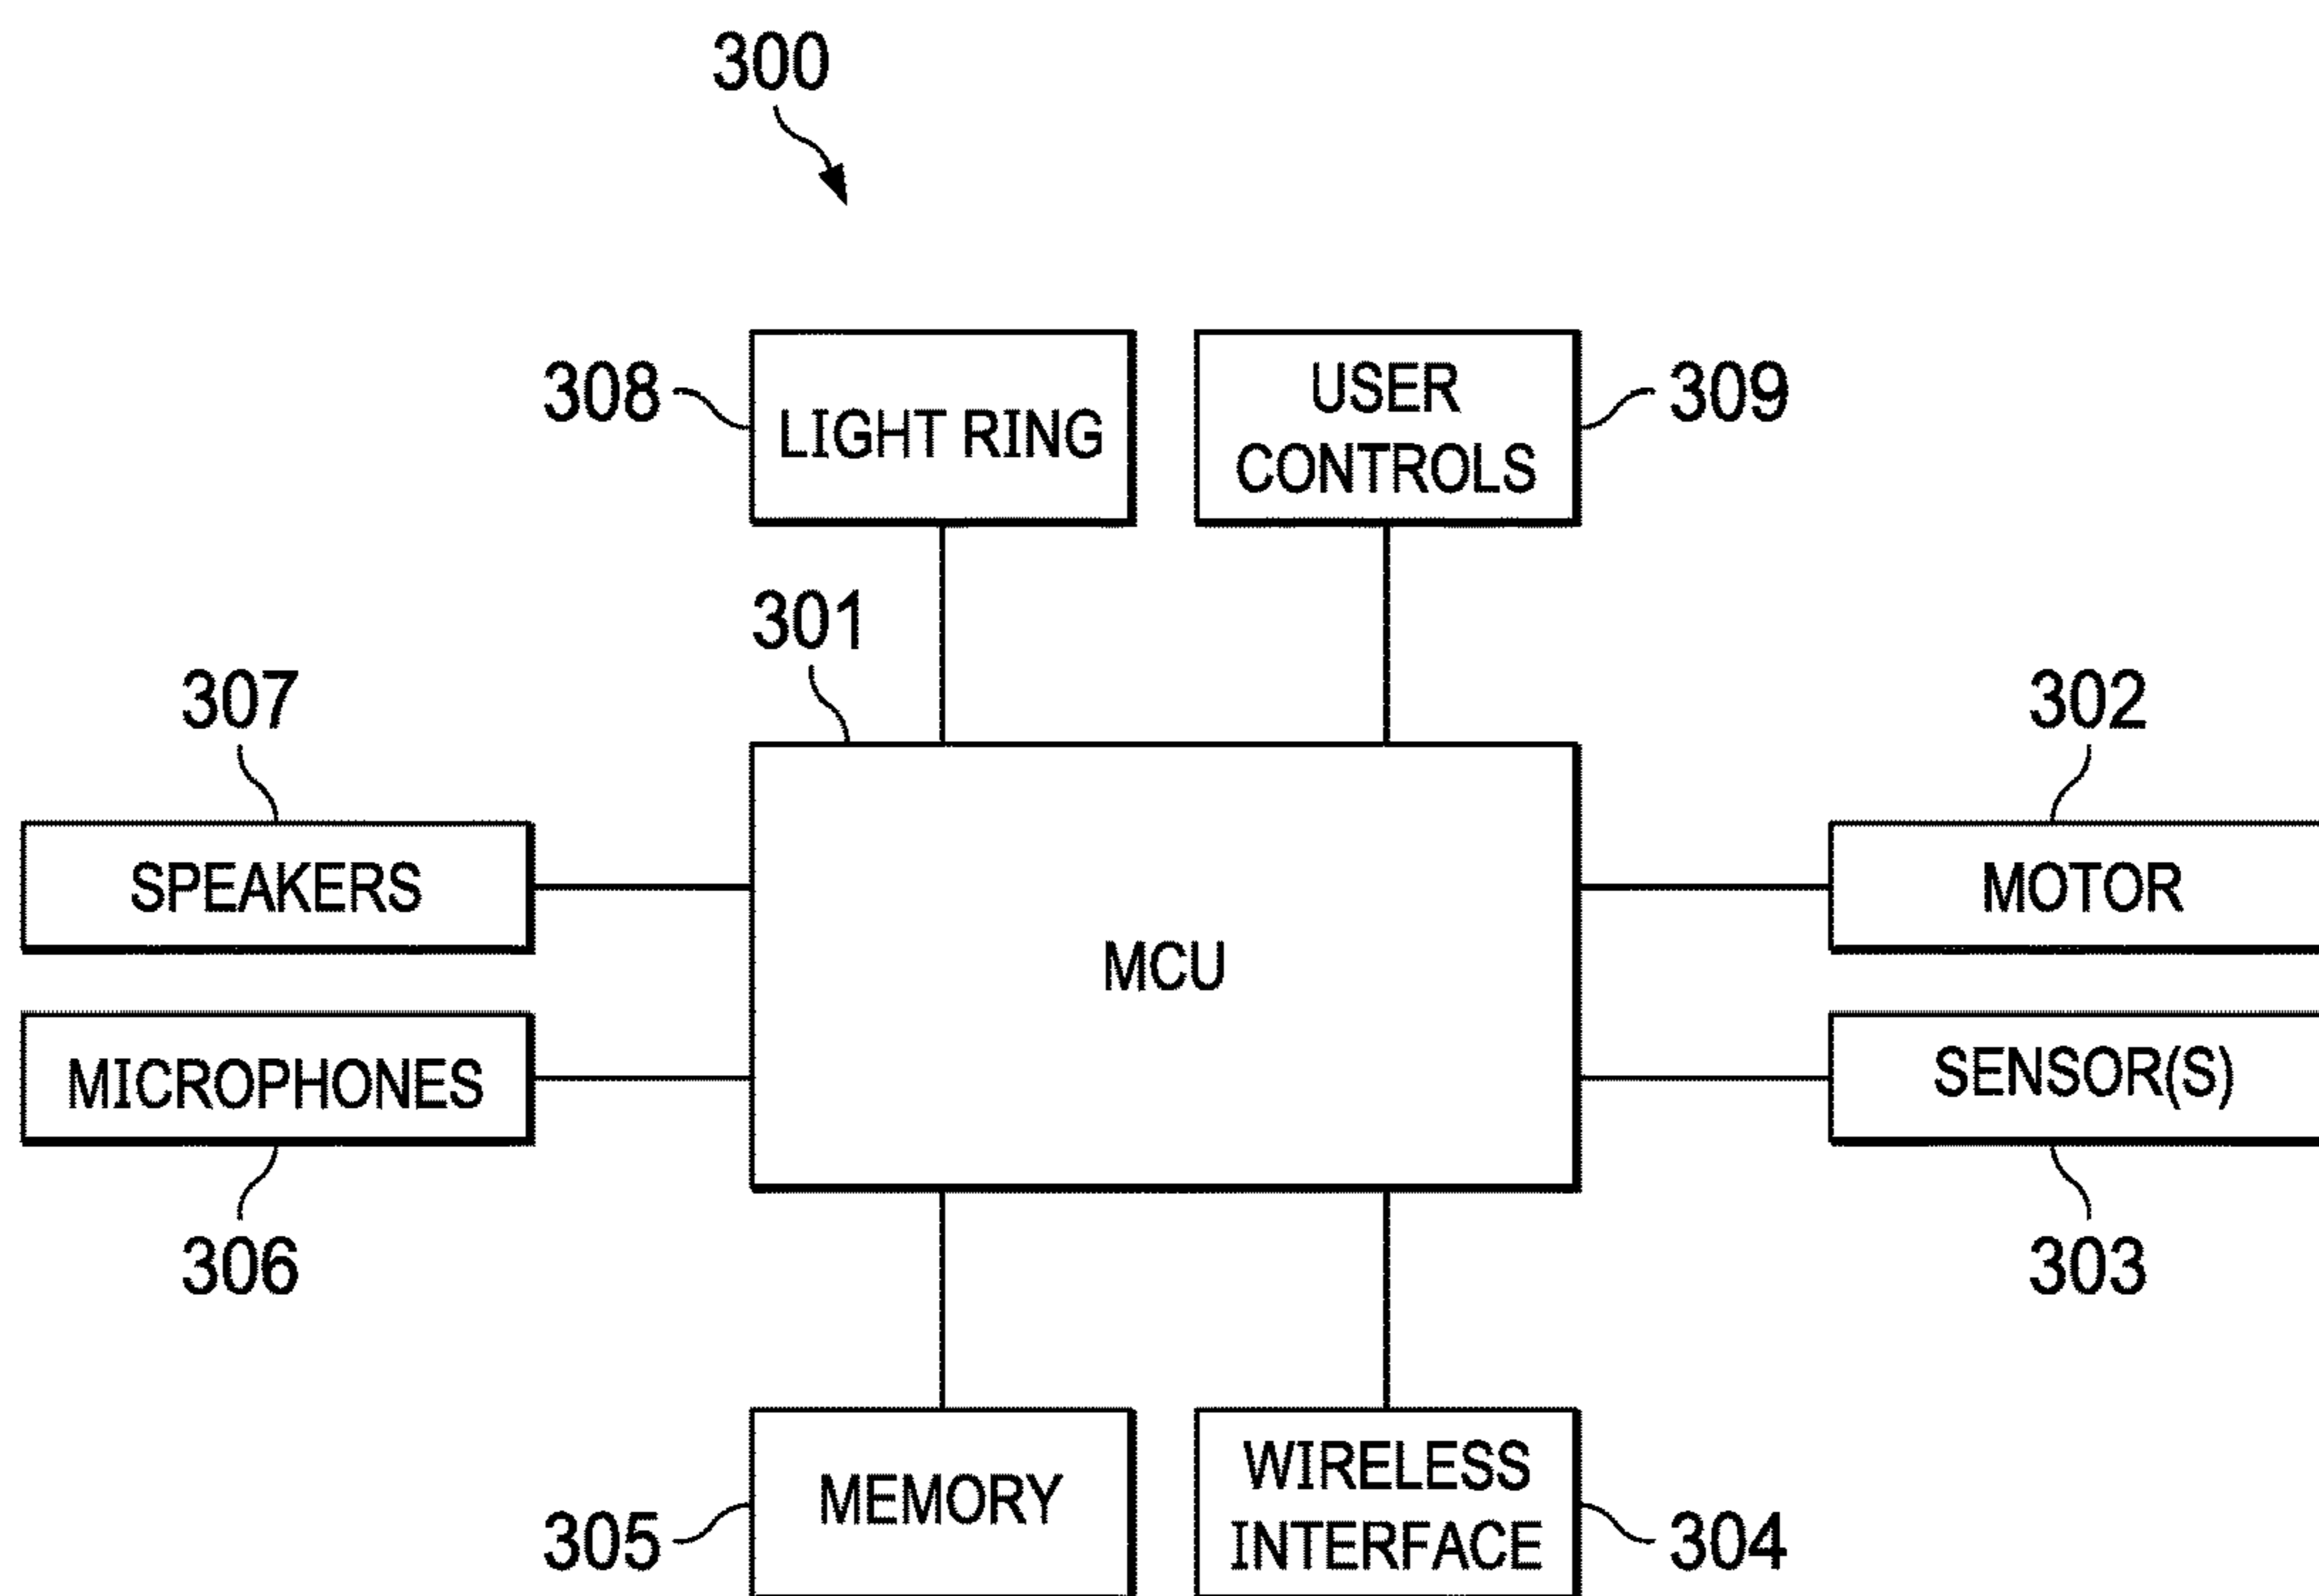 300
308
LIGHT RING
USER
CONTROLS
309
301
307
302
SPEAKERS
MOTOR
MCU
MICROPHONES
SENSOR(S)
306
303
305
MEMORY
WIRELESS
INTERFACE
304